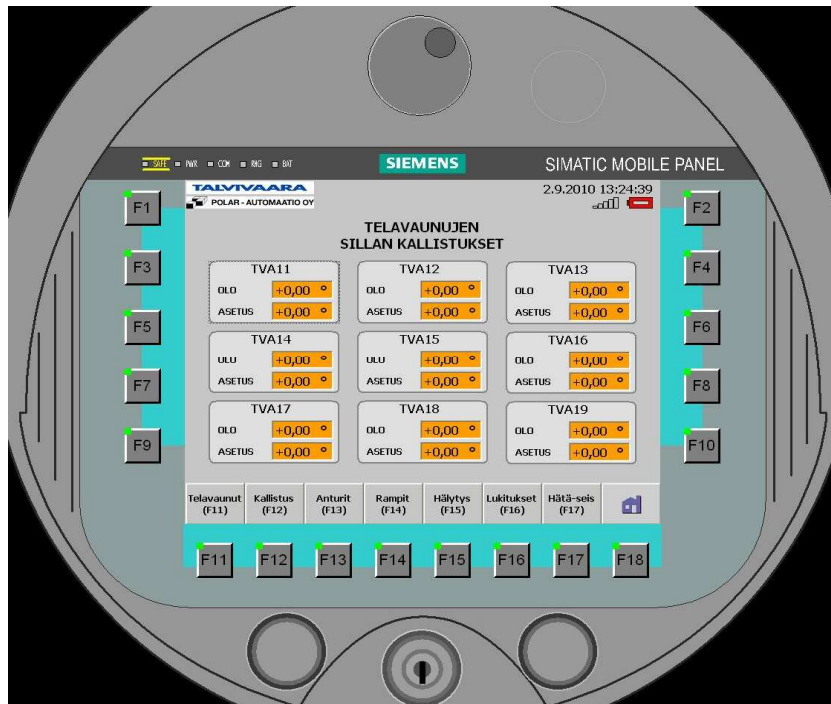 SAFE PWR COM RNG BAT
SIEMENS
SIMATIC MOBILE PANEL
TALVIVAARA
POLAR - AUTOMAATIO OY
2.9.2010 13:24:39
TELAVAUNUJEN
SILLAN KALLISTUKSET
F1
F2
F3
F4
F5
F6
F7
F8
F9
F10
TVA11
OLO +0,00 °
ASETUS +0,00 °
TVA12
OLO +0,00 °
ASETUS +0,00 °
TVA13
OLO +0,00 °
ASETUS +0,00 °
TVA14
ULU +0,00 °
ASETUS +0,00 °
TVA15
ULU +0,00 °
ASETUS +0,00 °
TVA16
OLO +0,00 °
ASETUS +0,00 °
TVA17
OLO +0,00 °
ASETUS +0,00 °
TVA18
OLO +0,00 °
ASETUS +0,00 °
TVA19
OLO +0,00 °
ASETUS +0,00 °
Telavaunut
(F11)
Kallistus
(F12)
Anturit
(F13)
Rampit
(F14)
Hälytys
(F15)
Lukitukset
(F16)
Hätä-seis
(F17)
F11
F12
F13
F14
F15
F16
F17
F18